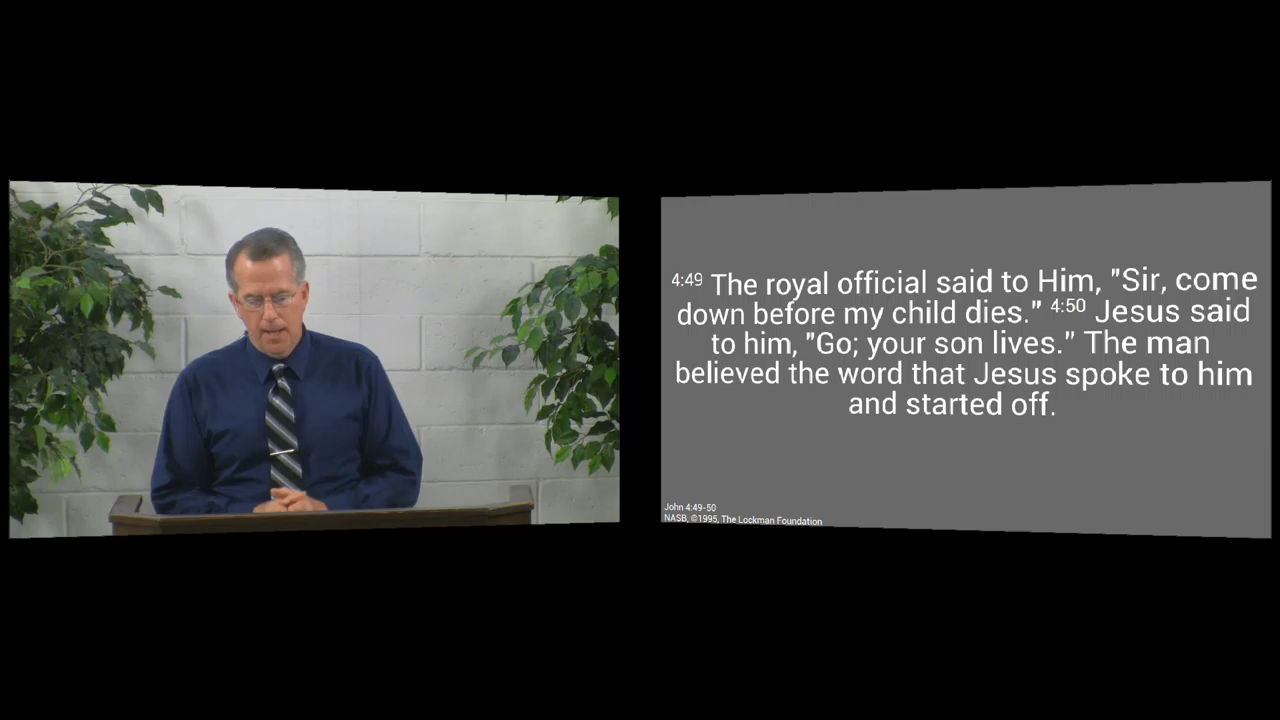 4:49 The royal official said to Him, "Sir, come
down before my child dies." 4:50 Jesus said
to him, "Go; your son lives." The man
believed the word that Jesus spoke to him
and started off.
John 4:49-50
NASB, ©1995, The Lockman Foundation